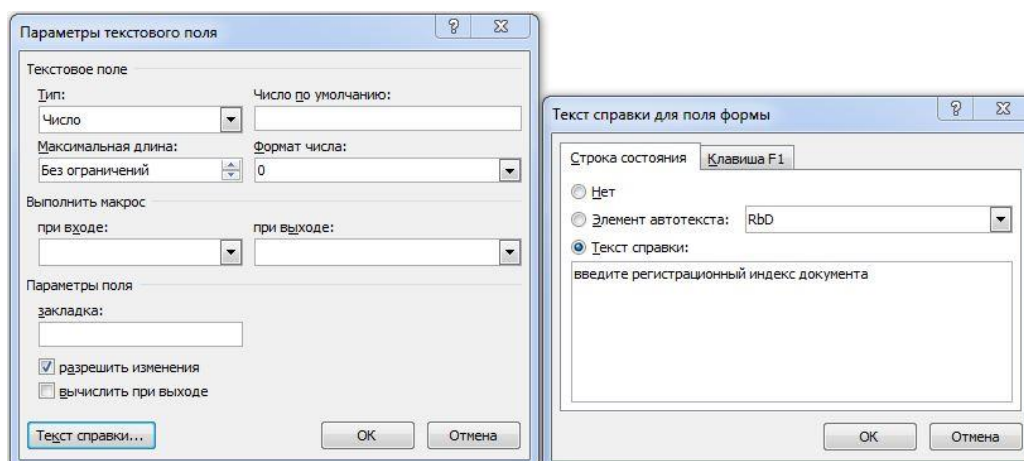 Параметры текстового поля
Текстовое поле
Тип:
Число по умолчанию:
Число
Максимальная длина:
Формат числа:
Без ограничений
0
Выполнить макрос
при входе:
при выходе:
Параметры поля
закладка:
разрешить изменения
вычислить при выходе
Текст справки...
ОК
Отмена
Текст справки для поля формы
Строка состояния
Клавиша F1
Нет
Элемент автотекста:
RbD
Текст справки:
введите регистрационный индекс документа
ОК
Отмена